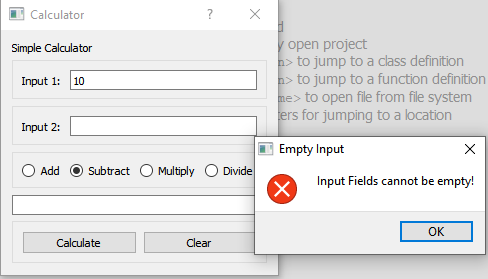 Calculator
Simple Calculator
Input 1: 10
Input 2:
Add Subtract Multiply Divide
Calculate Clear
open project
to jump to a class definition
to jump to a function definition
to open file from file system
for jumping to a location
Empty Input
Input Fields cannot be empty!
OK